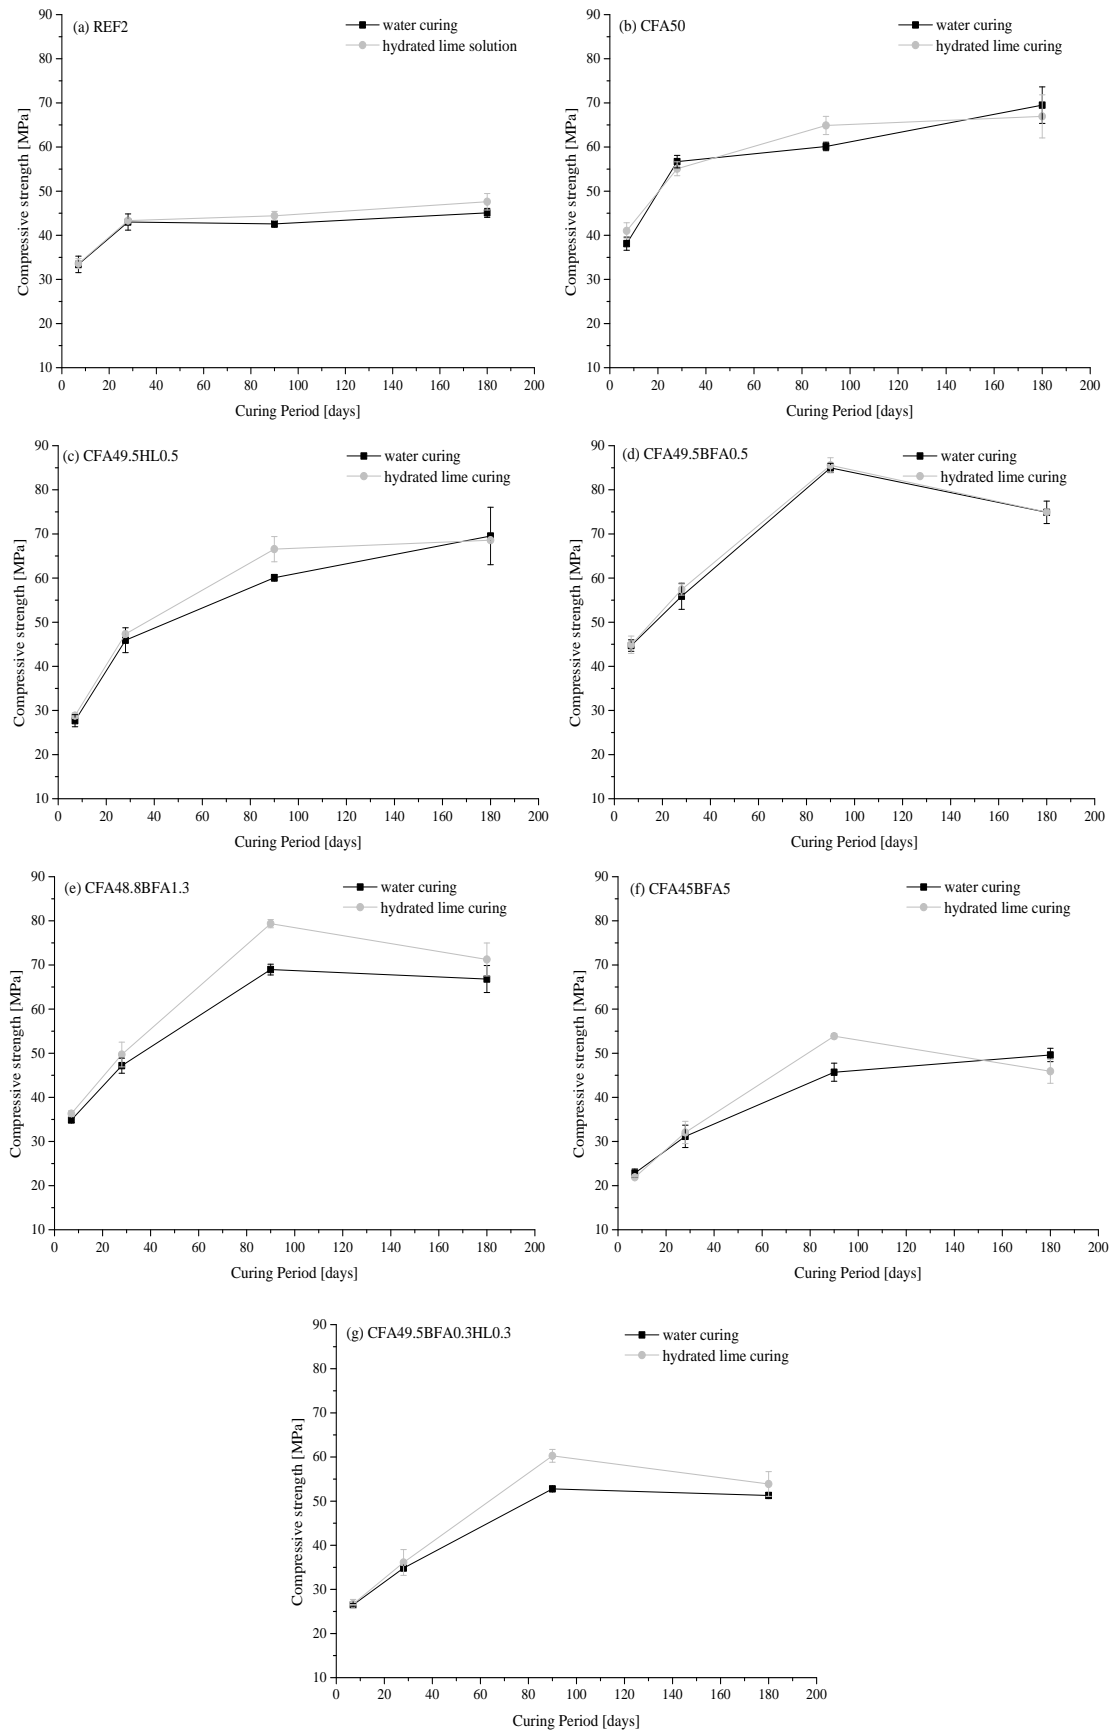 (a) REF2
water curing
hydrated lime solution
90
80
70
60
50
40
30
20
10
Compressive strength [MPa]
0 20 40 60 80 100 120 140 160 180 200
Curing Period [days]
(b) CFA50
water curing
hydrated lime curing
90
80
70
60
50
40
30
20
10
Compressive strength [MPa]
0 20 40 60 80 100 120 140 160 180 200
Curing Period [days]
(c) CFA49.5HL0.5
water curing
hydrated lime curing
90
80
70
60
50
40
30
20
10
Compressive strength [MPa]
0 20 40 60 80 100 120 140 160 180 200
Curing Period [days]
(d) CFA49.5BFA0.5
water curing
hydrated lime curing
90
80
70
60
50
40
30
20
10
Compressive strength [MPa]
0 20 40 60 80 100 120 140 160 180 200
Curing Period [days]
(e) CFA48.8BFA1.3
water curing
hydrated lime curing
90
80
70
60
50
40
30
20
10
Compressive strength [MPa]
0 20 40 60 80 100 120 140 160 180 200
Curing Period [days]
(f) CFA45BFA5
water curing
hydrated lime curing
90
80
70
60
50
40
30
20
10
Compressive strength [MPa]
0 20 40 60 80 100 120 140 160 180 200
Curing Period [days]
(g) CFA49.5BFA0.3HL0.3
water curing
hydrated lime curing
90
80
70
60
50
40
30
20
10
Compressive strength [MPa]
0 20 40 60 80 100 120 140 160 180 200
Curing Period [days]